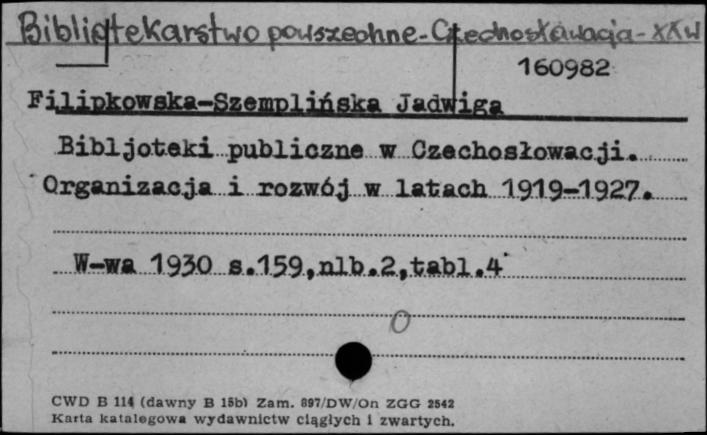 Bibliotekarstwo powszechne-Czechosłowacja-XXw
160982
Filipkowska-Szemplińska Jadwiga
Bibljoteki publiczne w Czechosłowacji.
Organizacja i rozwój w latach 1919-1927.
W-wa 1930 s.159,nlb.2,tabl.4
O
CWD B 114 (dawny B 15b) Zam. 897/DW/On ZGG 2542
Karta katalogowa wydawnictw ciągłych i zwartych.